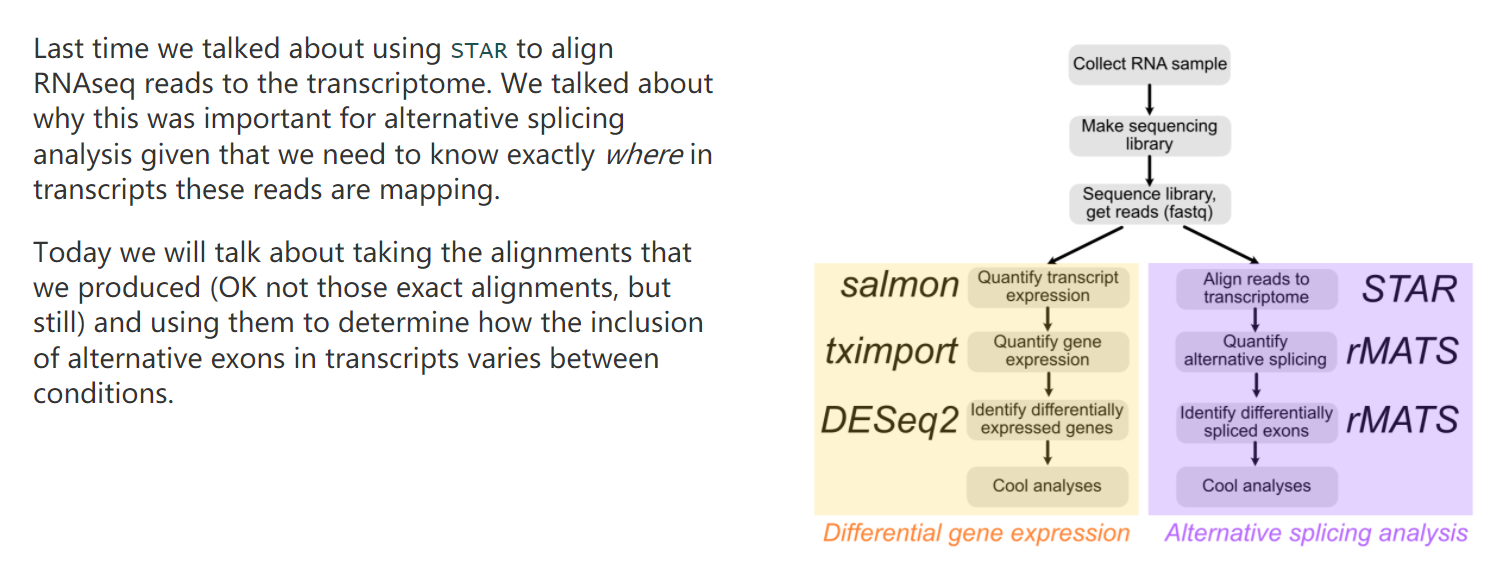 Last time we talked about using STAR to align
RNAseq reads to the transcriptome. We talked about
why this was important for alternative splicing
analysis given that we need to know exactly where in
transcripts these reads are mapping.
Today we will talk about taking the alignments that
we produced (OK not those exact alignments, but
still) and using them to determine how the inclusion
of alternative exons in transcripts varies between
conditions.
Collect RNA sample
Make sequencing
library
Sequence library,
get reads (fastq)
salmon
Quantify transcript
expression
tximport
Quantify gene
expression
DESeq2
Identify differentially
expressed genes
Cool analyses
Differential gene expression
Align reads to
transcriptome
STAR
Quantify
alternative splicing
rMATS
Identify differentially
spliced exons
rMATS
Cool analyses
Alternative splicing analysis